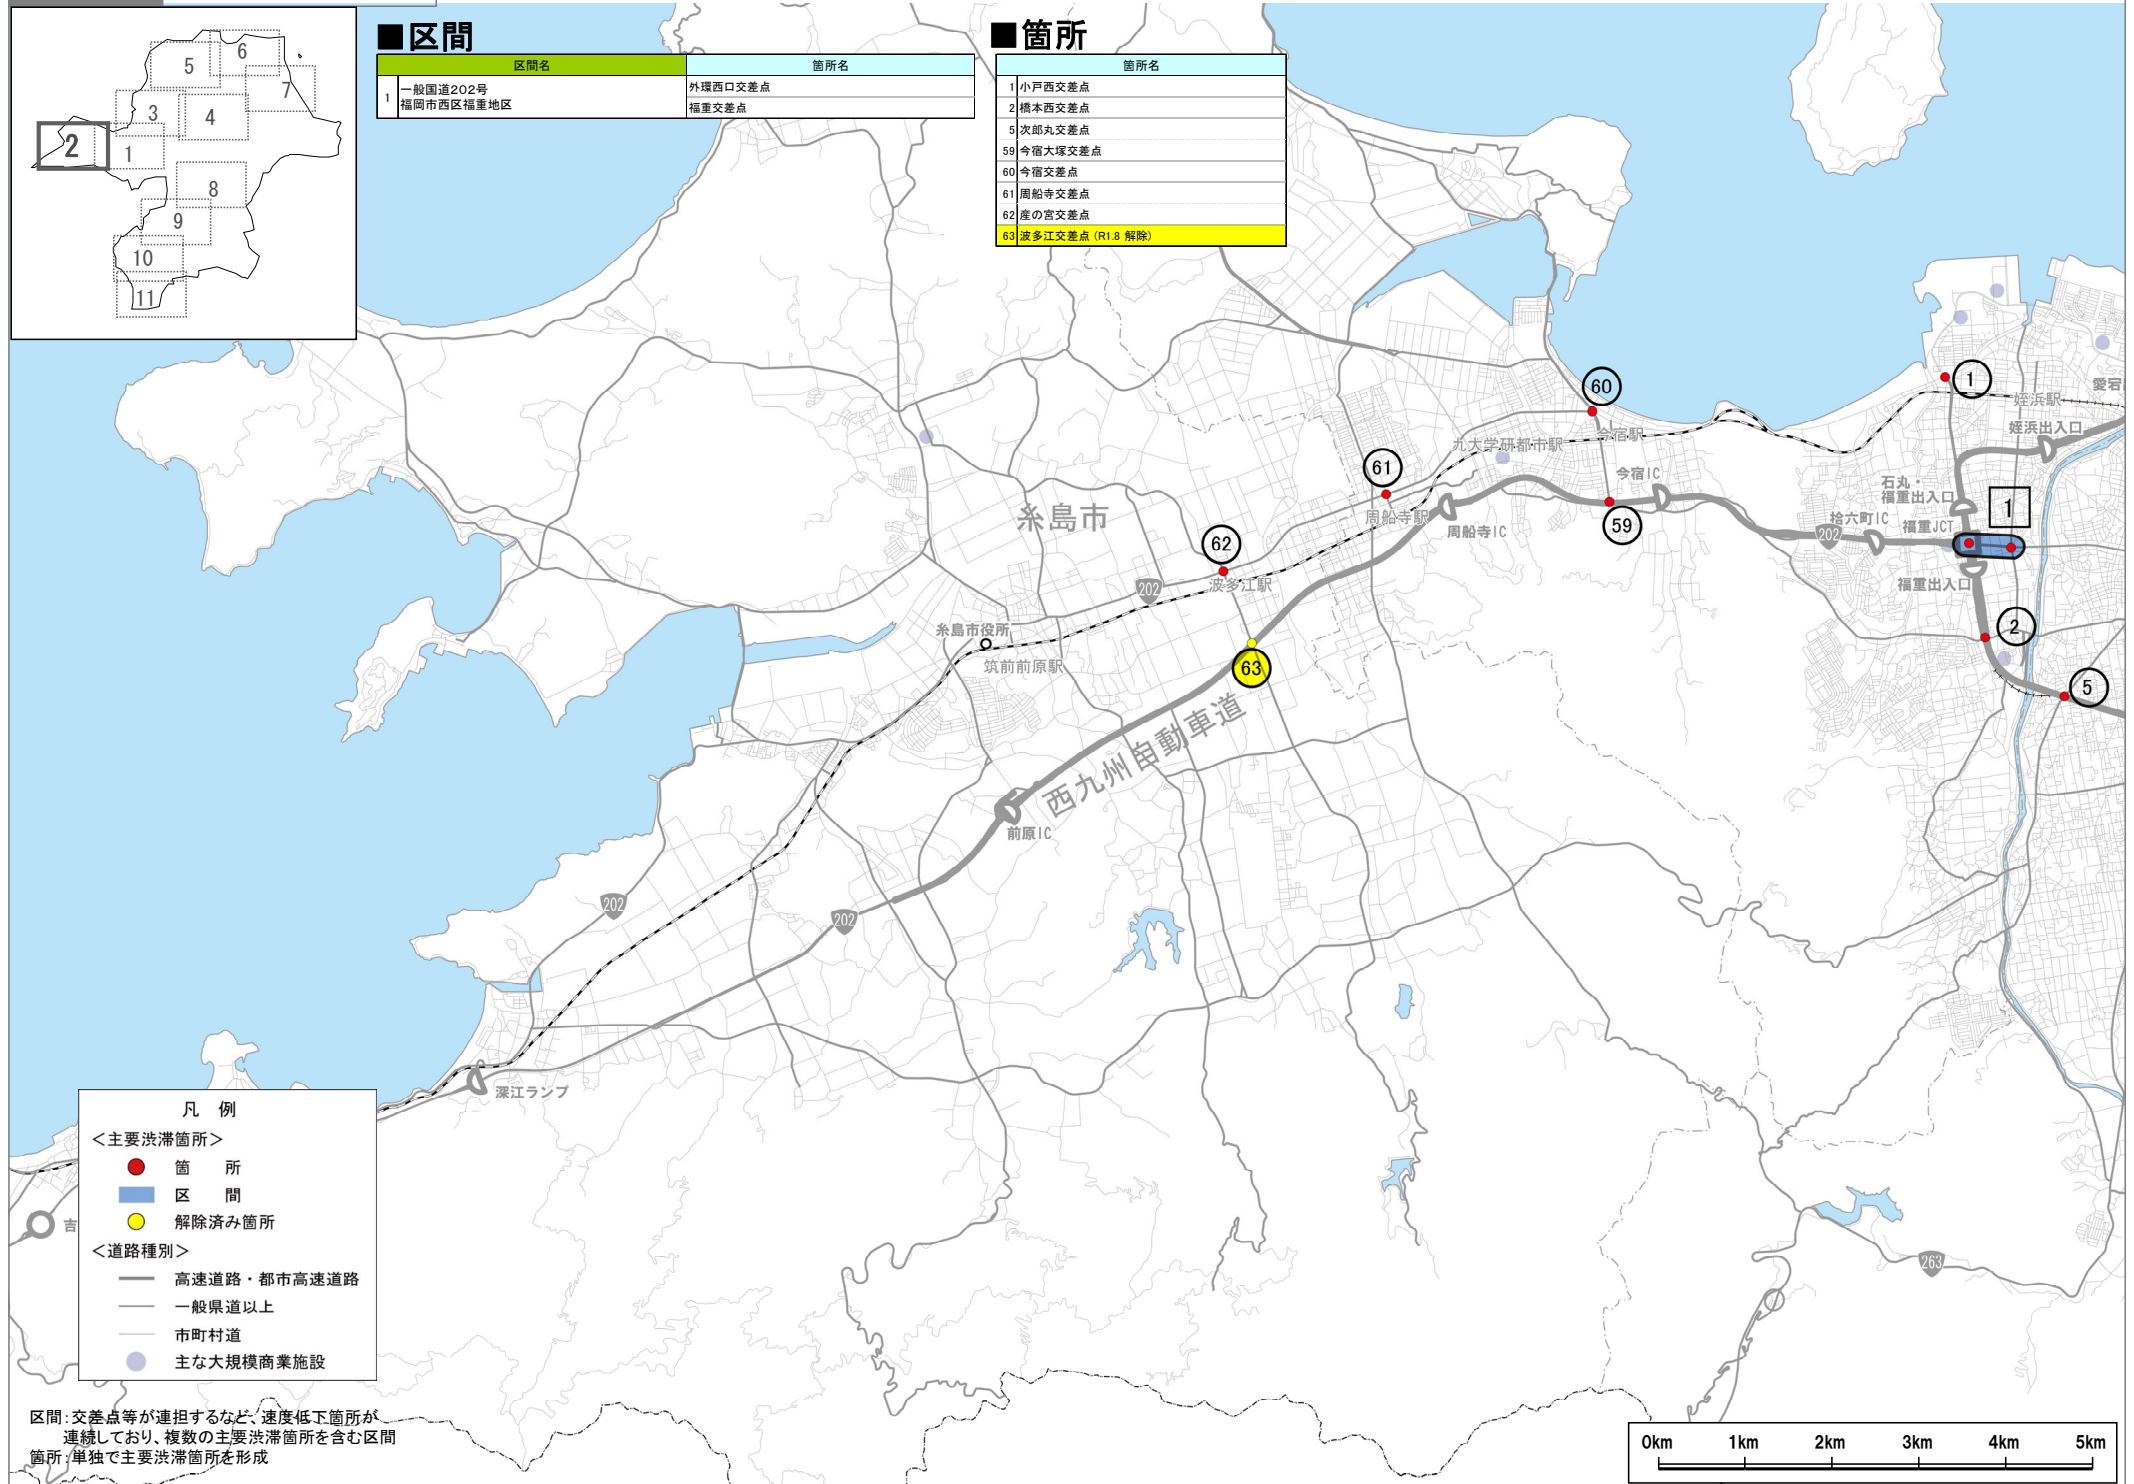 ■区間
区間名 箇所名
1 一般国道202号 福岡市西区福重地区 外環西口交差点
福重交差点
■箇所
箇所名
1 小戸西交差点
2 橋本西交差点
5 次郎丸交差点
59 今宿大塚交差点
60 今宿交差点
61 周船寺交差点
62 産の宮交差点
63 波多江交差点 (R1.8 解除)
6
5
7
3
4
2
1
8
9
10
11
1
60
愛宕
姪浜駅
姪浜出入口
今宿駅
九大学研都市駅
61
今宿IC
石丸・
福重出入口
1
周船寺駅
59
拾六町IC
福重JCT
周船寺IC
202
糸島市
62
波多江駅
202
福重出入口
糸島市役所
2
筑前前原駅
63
5
西九州自動車道
前原IC
202
202
深江ランプ
吉
263
凡 例
<主要渋滞箇所>
箇 所
区 間
解除済み箇所
<道路種別>
高速道路・都市高速道路
一般県道以上
市町村道
主な大規模商業施設
区間：交差点等が連担するなど、速度低下箇所が
連続しており、複数の主要渋滞箇所を含む区間
箇所：単独で主要渋滞箇所を形成
0km 1km 2km 3km 4km 5km